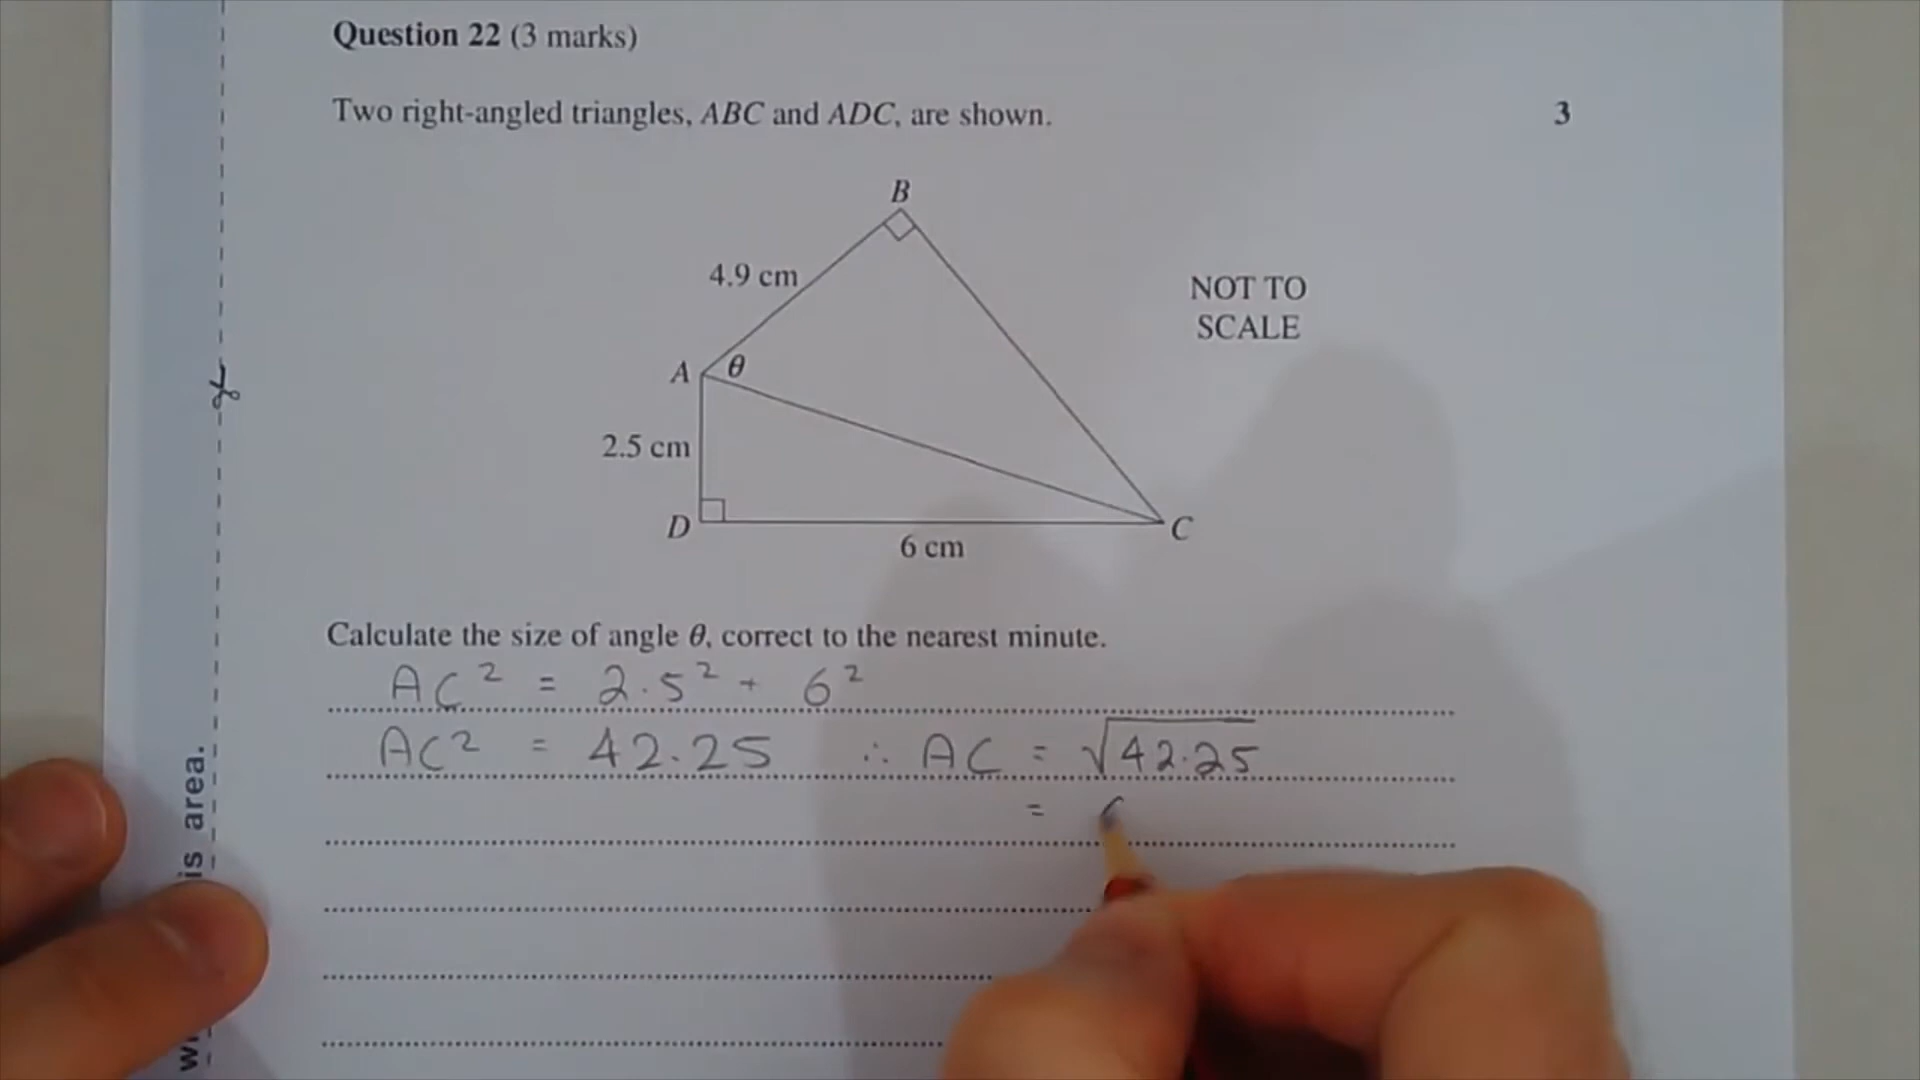 Question 22 (3 marks)
Two right-angled triangles, ABC and ADC, are shown. 3
B
4.9 cm
NOT TO
SCALE
A θ
2.5 cm
D
C
6 cm
Calculate the size of angle θ, correct to the nearest minute.
AC² = 2.5² + 6²
AC² = 42.25 ∴ AC = √42.25
=
is area.